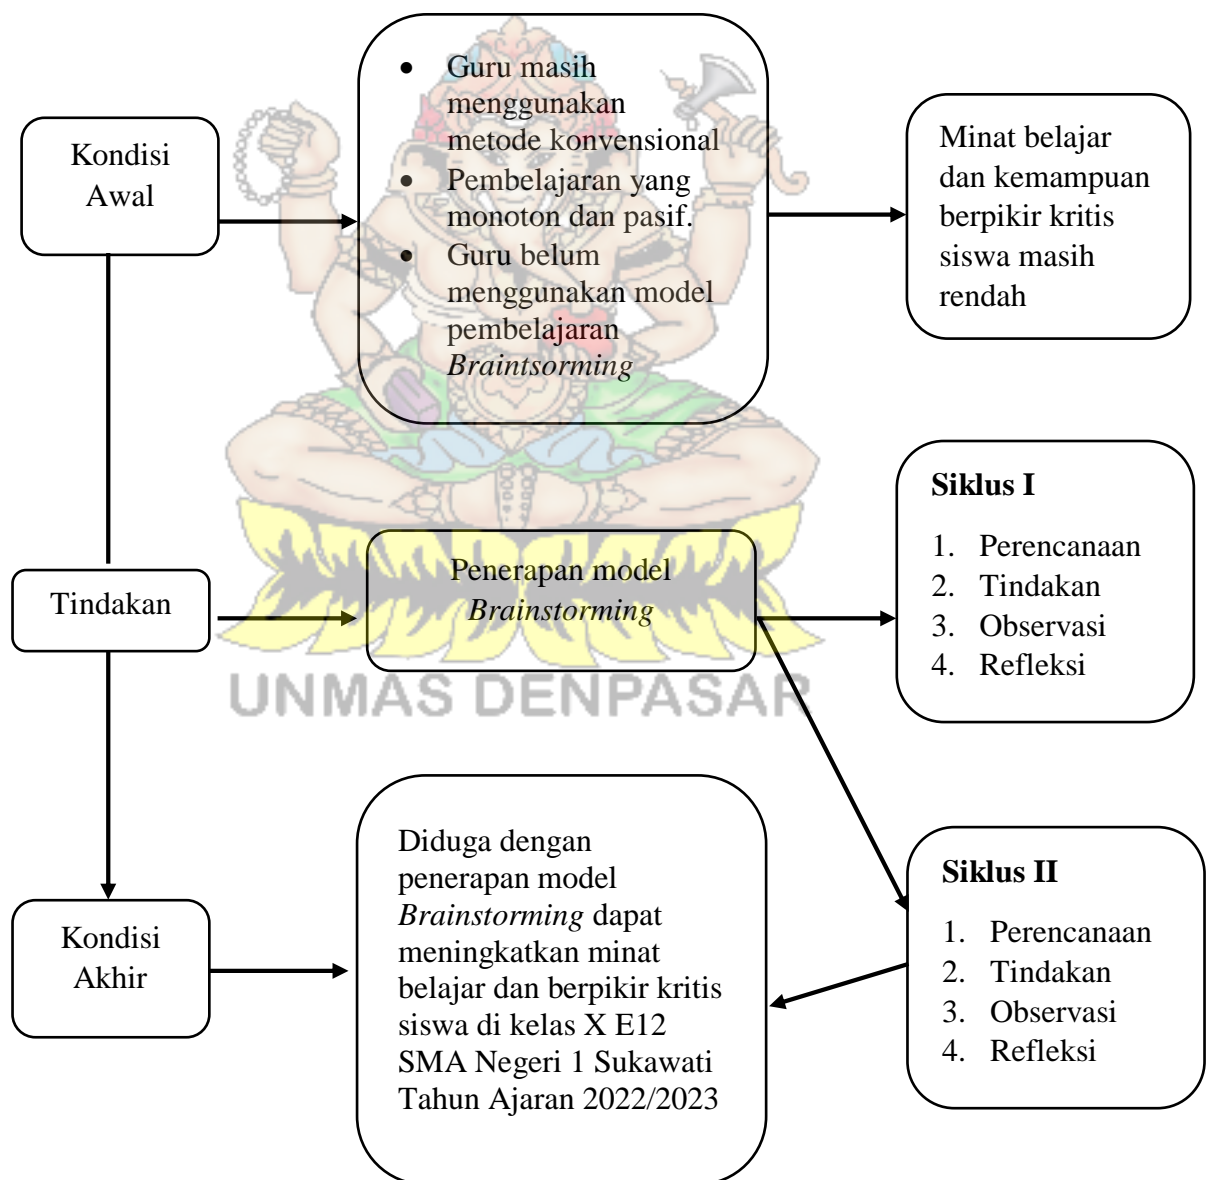 Kondisi
Awal
• Guru masih
menggunakan
metode konvensional
• Pembelajaran yang
monoton dan pasif.
• Guru belum
menggunakan model
pembelajaran
Braintsorming
Minat belajar
dan kemampuan
berpikir kritis
siswa masih
rendah
Tindakan
Penerapan model
Brainstorming
Siklus I
1. Perencanaan
2. Tindakan
3. Observasi
4. Refleksi
UNMAS DENPASAR
Kondisi
Akhir
Diduga dengan
penerapan model
Brainstorming dapat
meningkatkan minat
belajar dan berpikir kritis
siswa di kelas X E12
SMA Negeri 1 Sukawati
Tahun Ajaran 2022/2023
Siklus II
1. Perencanaan
2. Tindakan
3. Observasi
4. Refleksi